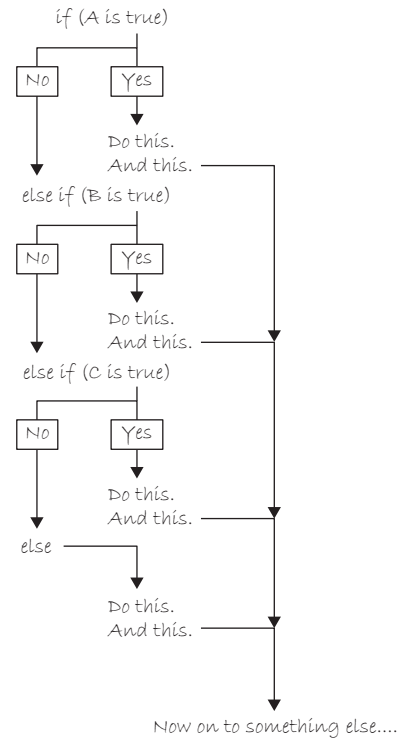 if (A is true)
No
Yes
Do this.
And this.
else if (B is true)
No
Yes
Do this.
And this.
else if (C is true)
No
Yes
Do this.
And this.
else
Do this.
And this.
Now on to something else....